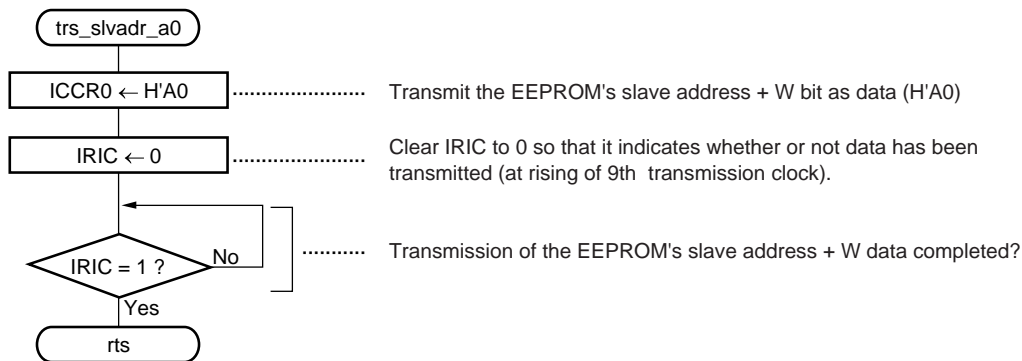 trs_slvadr_a0
ICCR0 ← H'A0
Transmit the EEPROM's slave address + W bit as data (H'A0)
IRIC ← 0
Clear IRIC to 0 so that it indicates whether or not data has been
transmitted (at rising of 9th transmission clock).
IRIC = 1 ?
No
Transmission of the EEPROM's slave address + W data completed?
Yes
rts